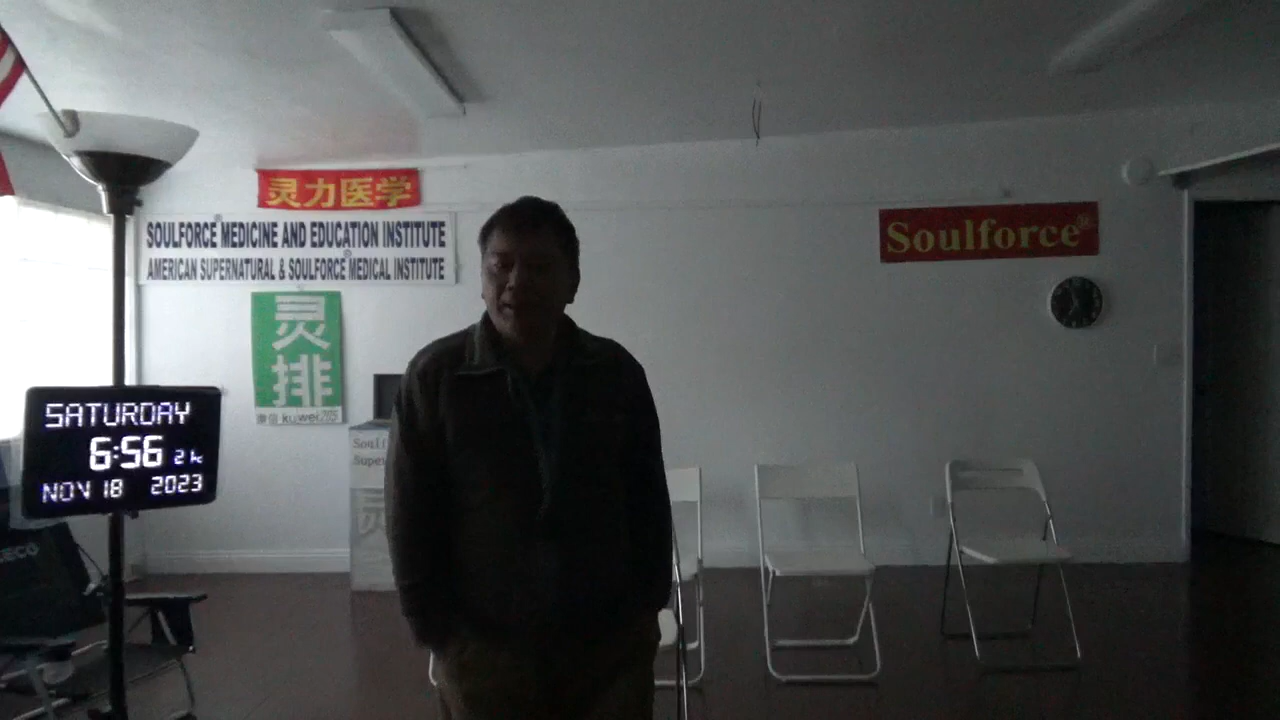 灵力医学
SOULFORCE® MEDICINE AND EDUCATION INSTITUTE
AMERICAN SUPERNATURAL & SOULFORCE® MEDICAL INSTITUTE
Soulforce®
灵
排
SATURDAY
6:56
NOV 18 2023
灵